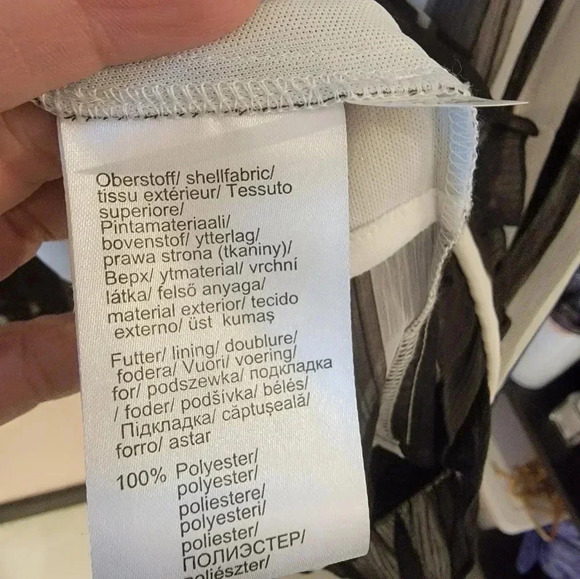 Oberstoff/ shellfabric/
tissu extérieur/ Tessuto
superiore/
Pintamateriaali/
bovenstof/ ytterlag/
prawa strona (tkaniny)/
Верх/ ytmaterial/ vrchní
látka/ felső anyaga/
material exterior/ tecido
externo/ üst kumaş
Futter/ lining/ doublure/
fodera/ Vuori/ voering/
for/ podszewka/ подкладка
/ foder/ podšívka/ bélés/
Підкладка/ căptuşeală/
forro/ astar
100% Polyester/
polyester/
poliestere/
polyesteri/
poliester/
ПОЛИЭСТЕР/
poliészter/